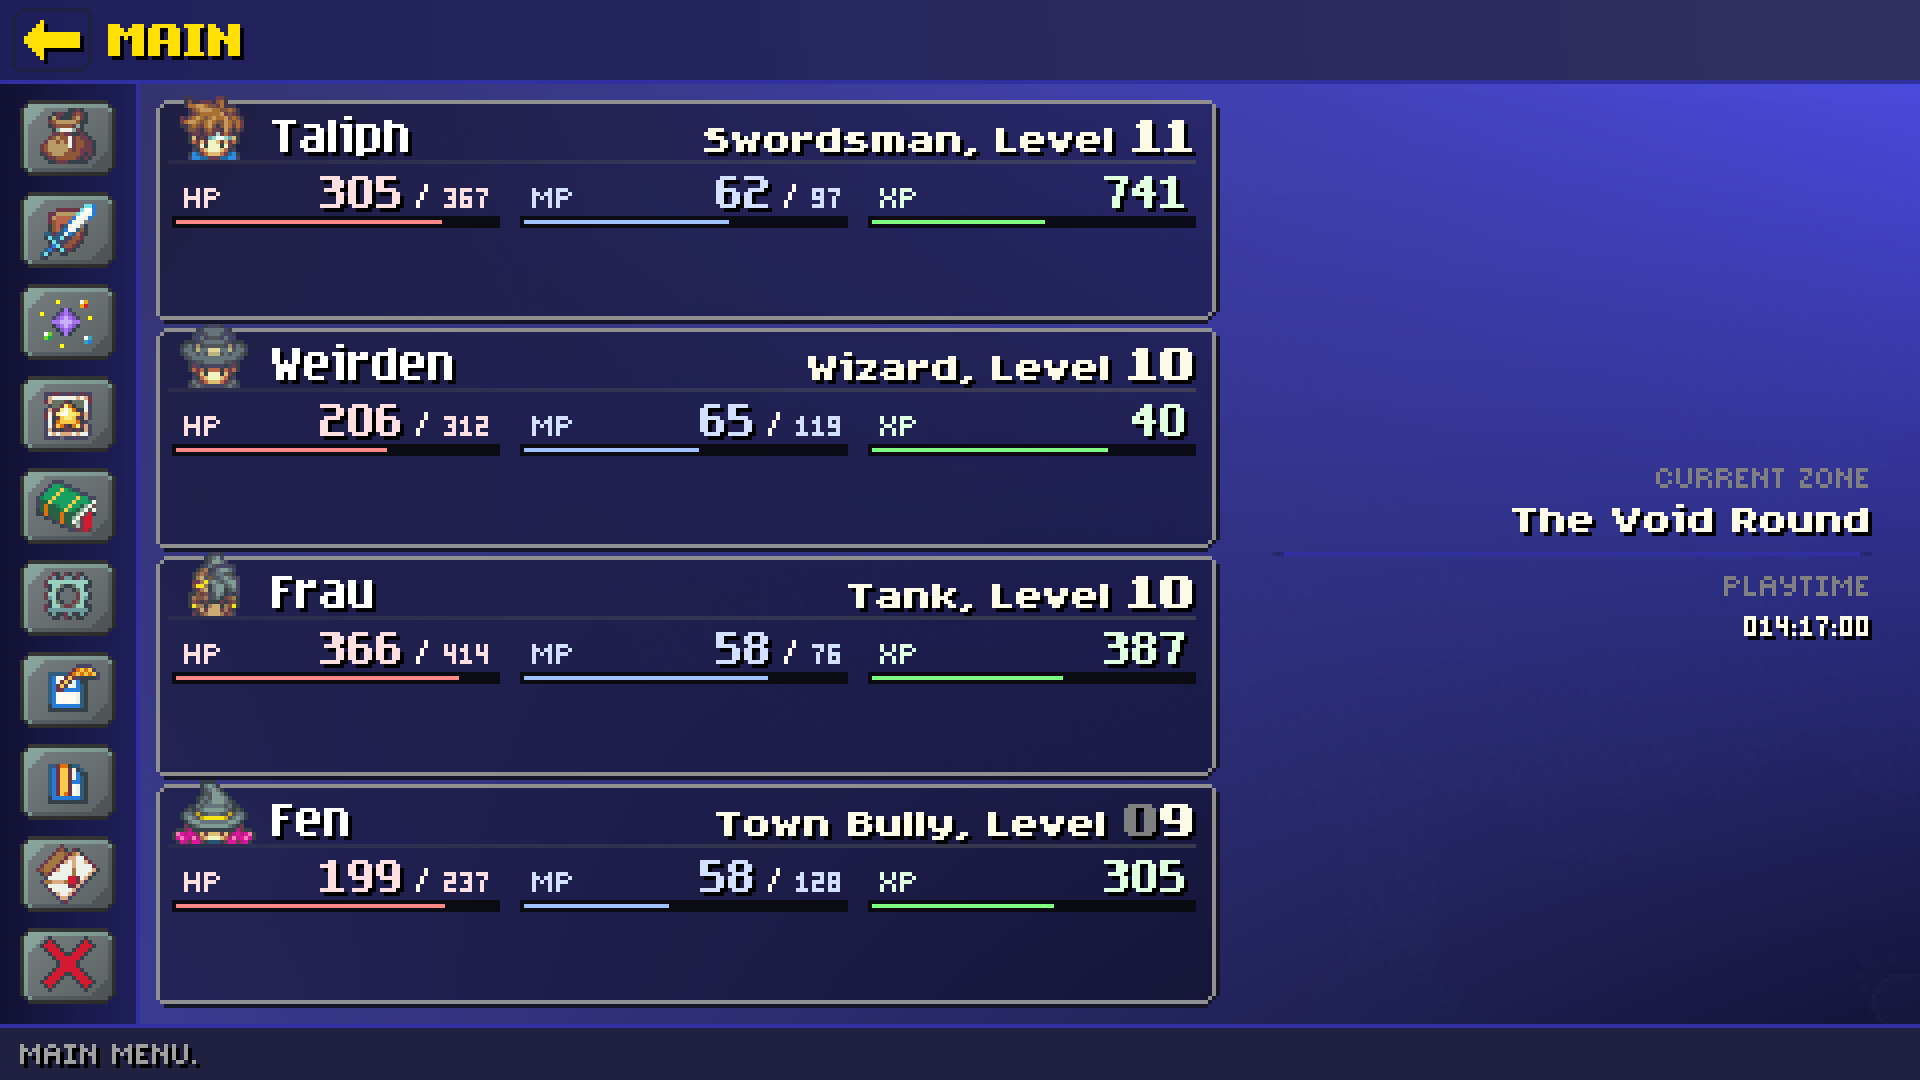 MAIN
Taliph Swordsman, Level 11
HP 305 / 367 MP 62 / 97 XP 741
Weirden Wizard, Level 10
HP 206 / 312 MP 65 / 119 XP 40
Frau Tank, Level 10
HP 366 / 414 MP 58 / 76 XP 387
Fen Town Bully, Level 09
HP 199 / 237 MP 58 / 128 XP 305
CURRENT ZONE
The Void Round
PLAYTIME
014:17:00
MAIN MENU.